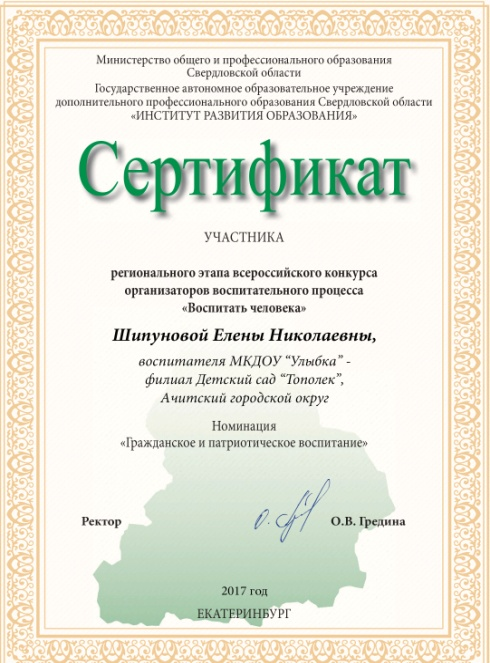 Министерство общего и профессионального образования
Свердловской области
Государственное автономное образовательное учреждение
дополнительного профессионального образования Свердловской области
«ИНСТИТУТ РАЗВИТИЯ ОБРАЗОВАНИЯ»
Сертификат
УЧАСТНИКА
регионального этапа всероссийского конкурса
организаторов воспитательного процесса
«Воспитать человека»
Шипуновой Елены Николаевны,
воспитателя МКДОУ “Улыбка” -
филиал Детский сад “Тополек”,
Ачитский городской округ
Номинация
«Гражданское и патриотическое воспитание»
Ректор О.В. Гредина
2017 год
ЕКАТЕРИНБУРГ